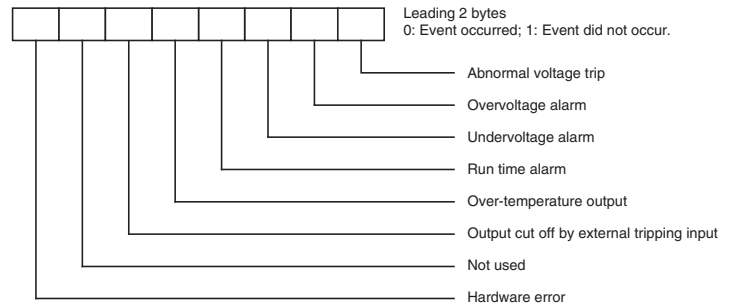 Leading 2 bytes
0: Event occurred; 1: Event did not occur.
Abnormal voltage trip
Overvoltage alarm
Undervoltage alarm
Run time alarm
Over-temperature output
Output cut off by external tripping input
Not used
Hardware error